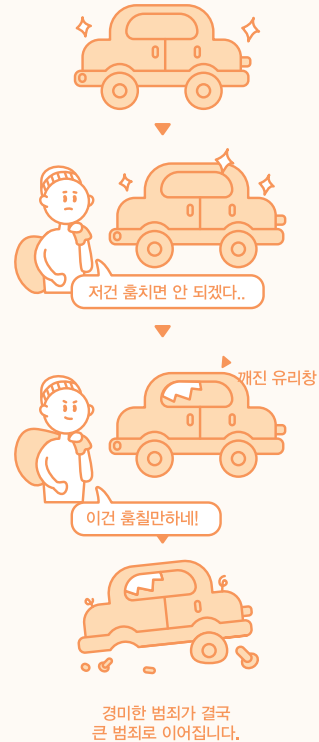 저건 훔치면 안 되겠다..
깨진 유리창
이건 훔칠만하네!
경미한 범죄가 결국
큰 범죄로 이어집니다.